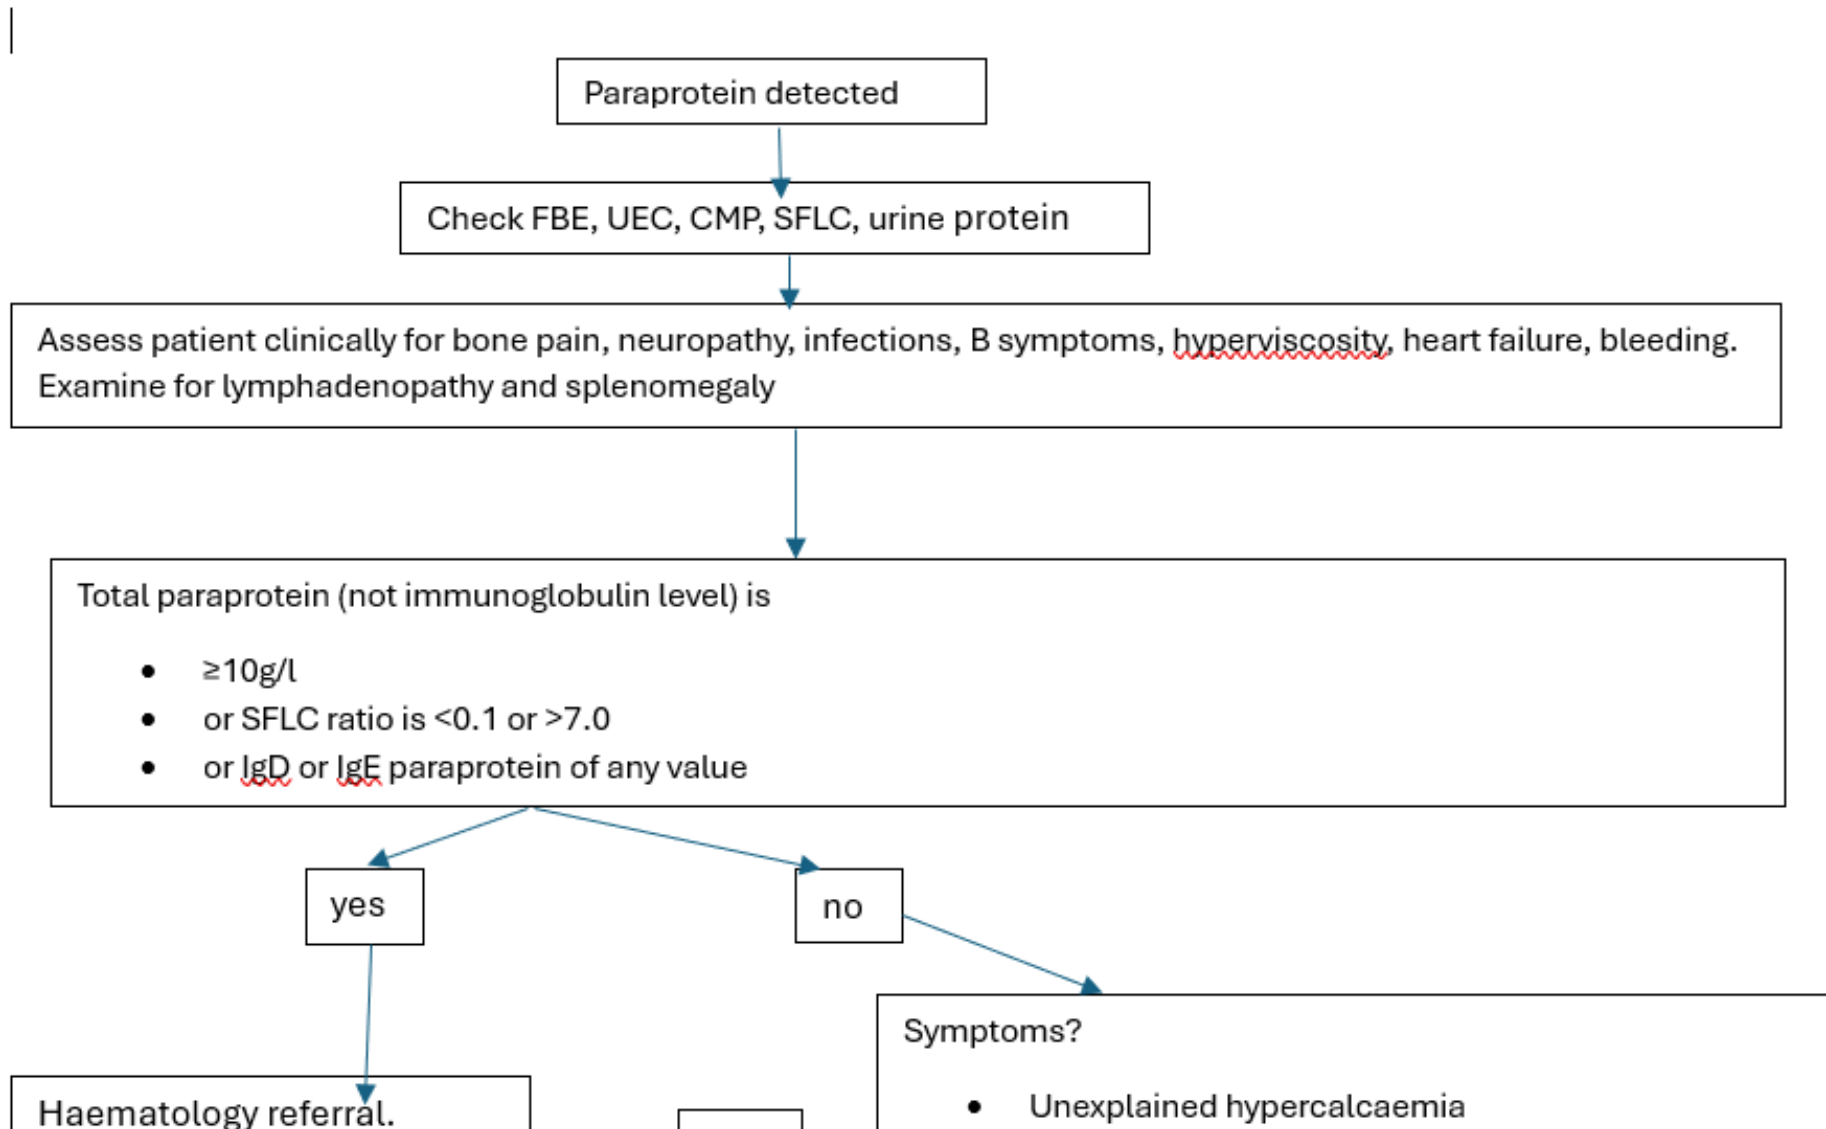 Paraprotein detected
Check FBE, UEC, CMP, SFLC, urine protein
Assess patient clinically for bone pain, neuropathy, infections, B symptoms, hyperviscosity, heart failure, bleeding.
Examine for lymphadenopathy and splenomegaly
Total paraprotein (not immunoglobulin level) is
• ≥10g/l
• or SFLC ratio is <0.1 or >7.0
• or IgD or IgE paraprotein of any value
yes
no
Symptoms?
• Unexplained hypercalcaemia
Haematology referral.